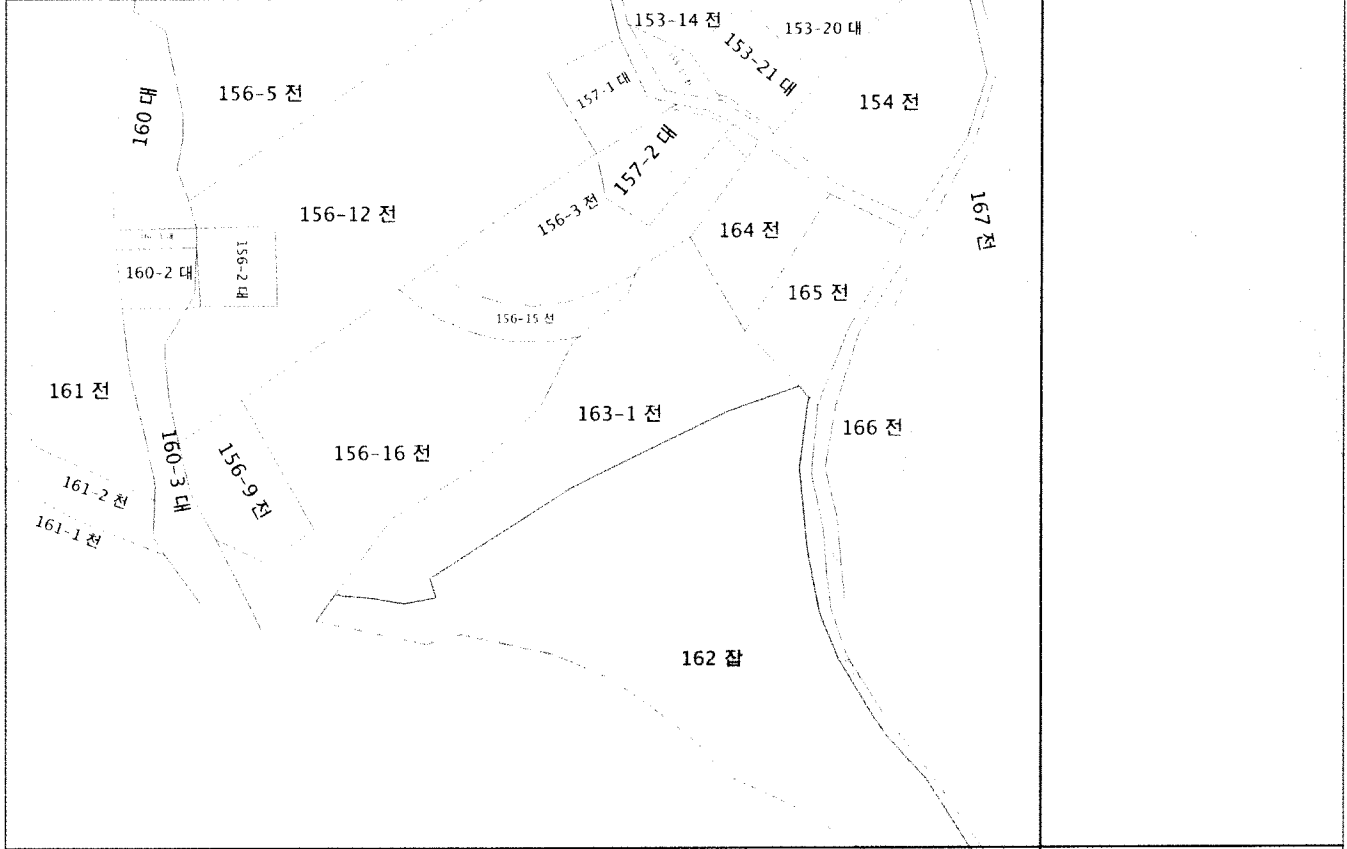 153-14 전
153-20 대
153-21 대
160 대
156-5 전
157-1 대
154 전
157-2 대
156-12 전
156-3 전
164 전
167 전
160-2 대
156-2 대
165 전
156-15 전
161 전
163-1 전
166 전
160-3 대
156-9 전
156-16 전
161-2 천
161-1 천
162 잡